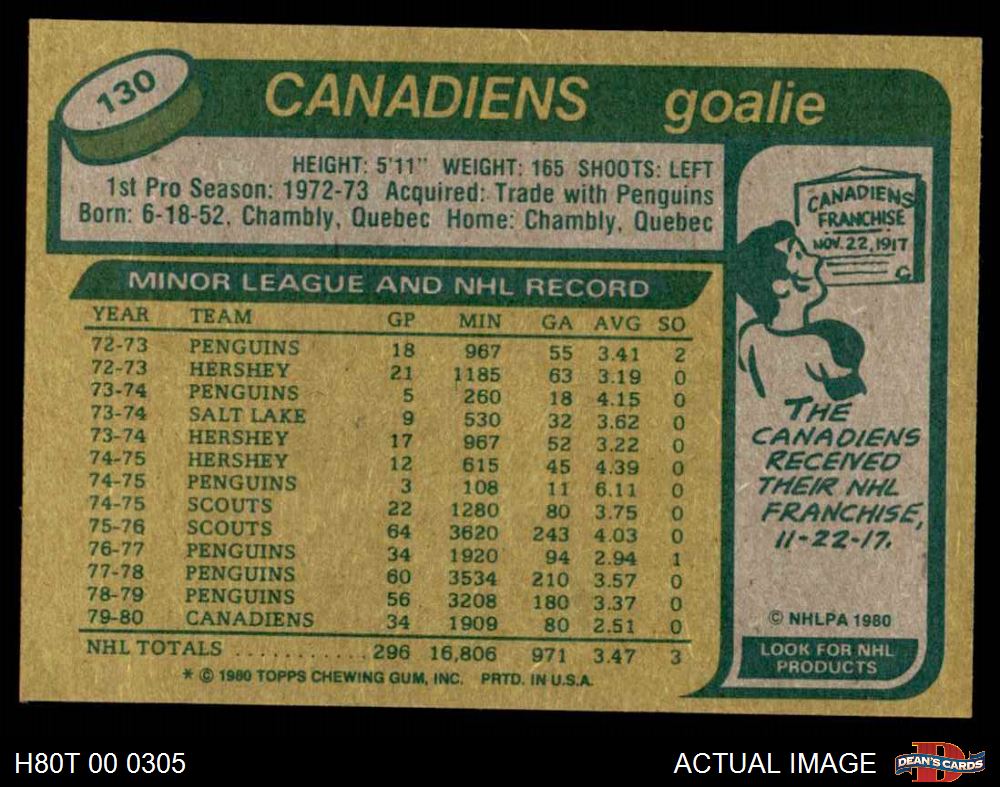 130
CANADIENS goalie
HEIGHT: 5'11" WEIGHT: 165 SHOOTS: LEFT
1st Pro Season: 1972-73 Acquired: Trade with Penguins
Born: 6-18-52, Chambly, Quebec Home: Chambly, Quebec
MINOR LEAGUE AND NHL RECORD
YEAR TEAM GP MIN GA AVG SO
72-73 PENGUINS 18 967 55 3.41 2
72-73 HERSHEY 21 1185 63 3.19 0
73-74 PENGUINS 5 260 18 4.15 0
73-74 SALT LAKE 9 530 32 3.62 0
73-74 HERSHEY 17 967 52 3.22 0
74-75 HERSHEY 12 615 45 4.39 0
74-75 PENGUINS 3 108 11 6.11 0
74-75 SCOUTS 22 1280 80 3.75 0
75-76 SCOUTS 64 3620 243 4.03 0
76-77 PENGUINS 34 1920 94 2.94 1
77-78 PENGUINS 60 3534 210 3.57 0
78-79 PENGUINS 56 3208 180 3.37 0
79-80 CANADIENS 34 1909 80 2.51 0
NHL TOTALS ............ 296 16,806 971 3.47 3
* © 1980 TOPPS CHEWING GUM, INC. PRTD. IN U.S.A.
CANADIENS
FRANCHISE
NOV. 22, 1917
THE
CANADIENS
RECEIVED
THEIR NHL
FRANCHISE,
11-22-17.
© NHLPA 1980
LOOK FOR NHL
PRODUCTS
H80T 00 0305
ACTUAL IMAGE
D
DEAN'S CARDS